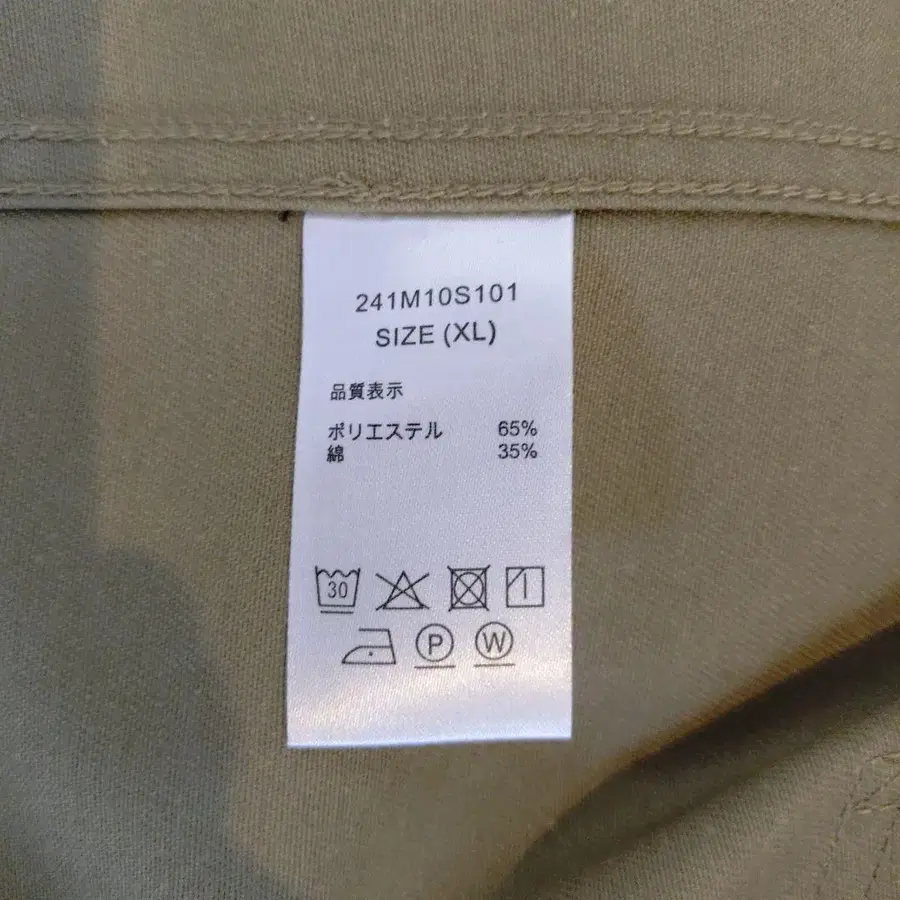 241M10S101
SIZE (XL)
品質表示
ポリエステル 65%
綿 35%
30
P W